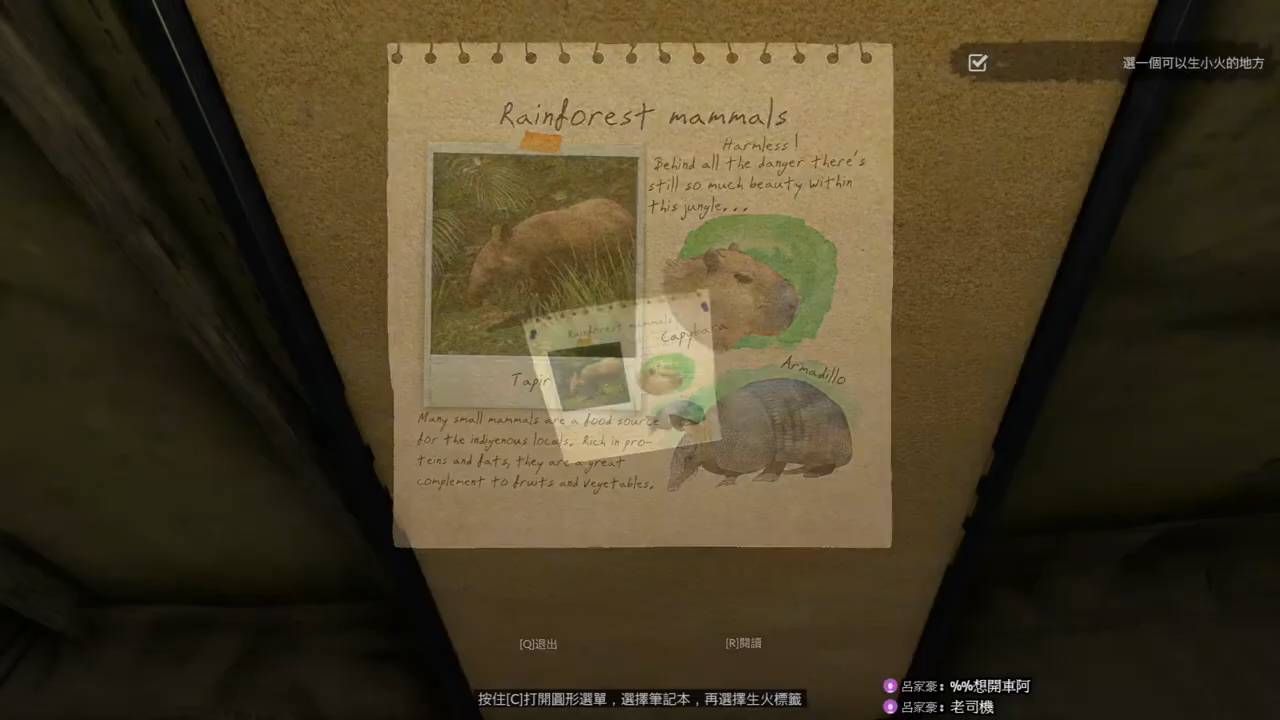 選一個可以生小火的地方
Rainforest mammals
Harmless!
Behind all the danger there's
still so much beauty within
this jungle...
Rainforest mammals
Capybara
Armadillo
Tapir
Many small mammals are a food source
for the indigenous locals. Rich in pro-
teins and fats, they are a great
complement to fruits and vegetables.
[Q]退出
[R]閱讀
按住[C]打開圓形選單，選擇筆記本，再選擇生火標籤
呂家豪：%%想開車阿
呂家豪：老司機